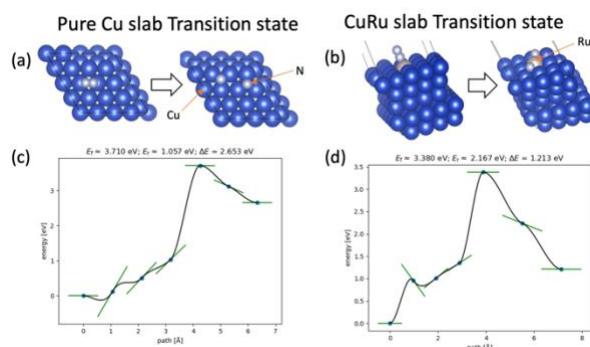 Pure Cu slab Transition state
CuRu slab Transition state
(a)
N
Cu
(b)
Ru
(c)
E_f ≈ 3.710 eV; E_r ≈ 1.057 eV; ΔE = 2.653 eV
energy [eV]
3
2
1
0
0 1 2 3 4 5 6 7
path [Å]
(d)
E_f ≈ 3.380 eV; E_r ≈ 2.167 eV; ΔE = 1.213 eV
energy [eV]
3.5
3.0
2.5
2.0
1.5
1.0
0.5
0.0
0 2 4 6 8
path [Å]